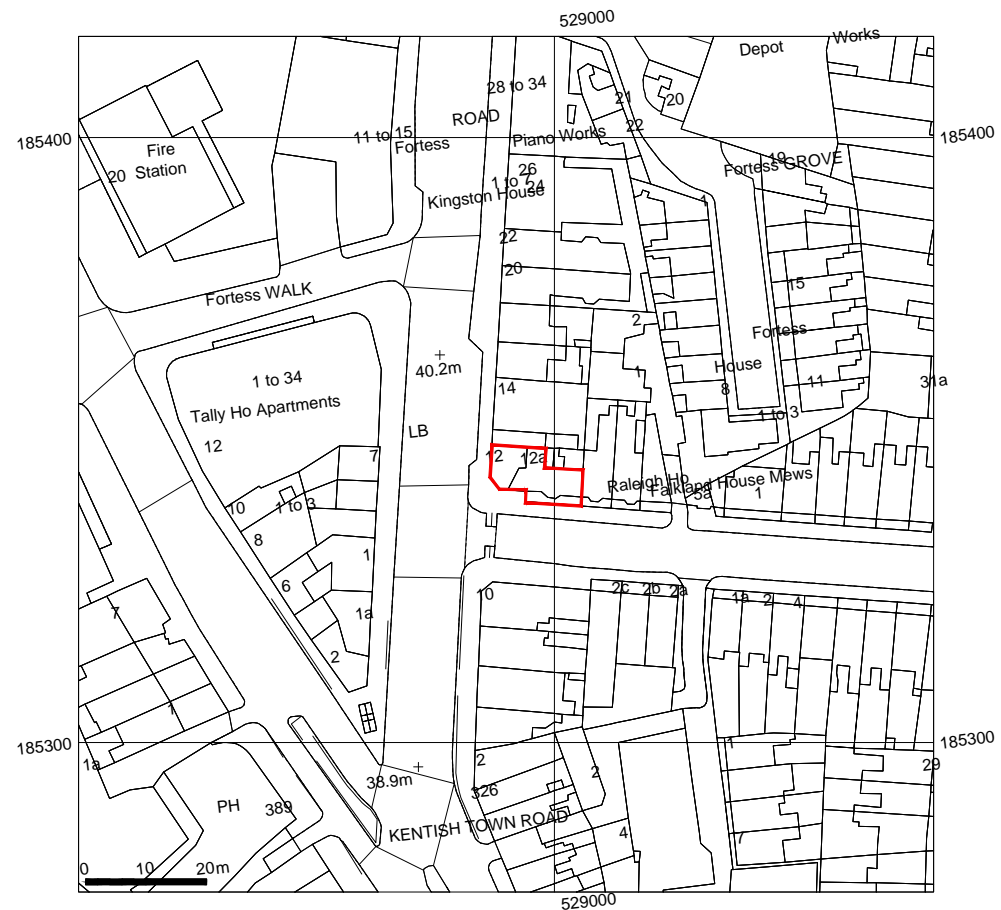 529000
Depot
Works
28 to 34
21
20
ROAD
22
185400
11 to 15
Fortess
Piano Works
185400
Fire
Station
20
19
Fortess GROVE
26
1 to 7
24
Kingston House
1
22
20
15
Fortess WALK
2
Fortess
40.2m
House
1 to 34
14
1
8
11
31a
Tally Ho Apartments
1 to 3
12
LB
7
12
12a
Raleigh Ho
Falkland House Mews
5a
1
10
1 to 3
8
1
6
10
2c
2b
2a
1a
2
4
7
1a
2
1
185300
1
185300
1a
2
2
29
38.9m
326
PH
389
KENTISH TOWN ROAD
4
7
0
10
20m
529000